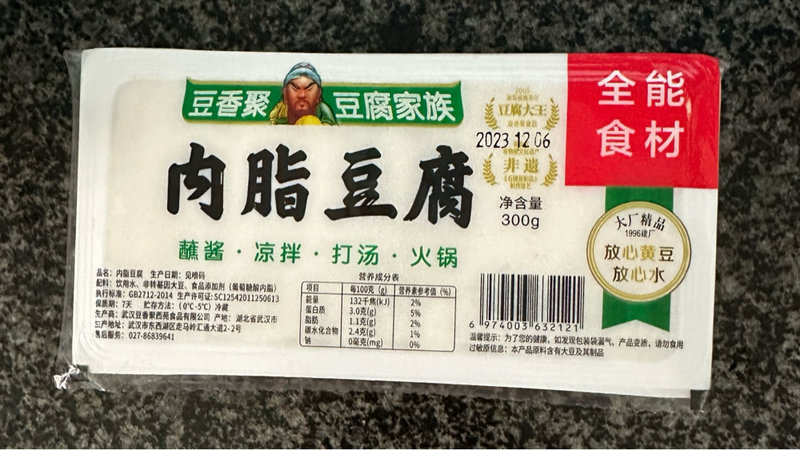 豆香聚 豆腐家族
全能
食材
豆腐大王
2023 12 06
非遗
内脂豆腐
净含量
300g
蘸酱·凉拌·打汤·火锅
大厂精品
1996建厂
放心黄豆
放心水
品名：内脂豆腐 生产日期：见喷码
配料：饮用水、非转基因大豆、食品添加剂（葡萄糖酸内脂）
执行标准：GB2712-2014 生产许可证：SC12542011250613
保质期：7天 贮存方法：（0℃-5℃）冷藏
生产商：武汉豆香聚西苑食品有限公司 产地：湖北省武汉市
生产地址：武汉市东西湖区走马岭汇通大道2-2号
售后服务：027-86839641
营养成分表
项目 每100克（g） 营养素参考值（%）
能量 132千焦(kJ) 2%
蛋白质 3.0克(g) 5%
脂肪 1.1克(g) 2%
碳水化合物 2.4克(g) 1%
钠 0毫克(mg) 0%
6 974003 632121
温馨提示：为了您的健康，如发现包装袋漏气、产品变质，请勿食用
过敏原信息：本产品原料含有大豆及其制品